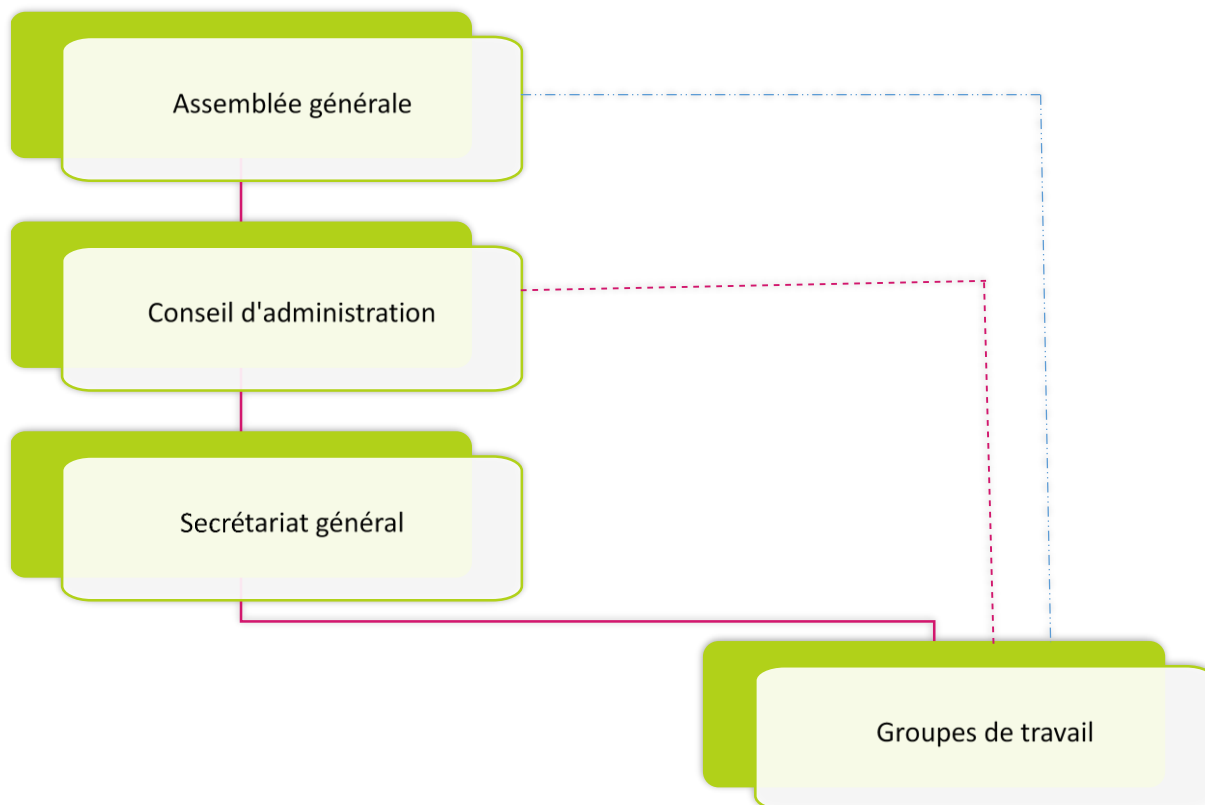 Assemblée générale
Conseil d'administration
Secrétariat général
Groupes de travail